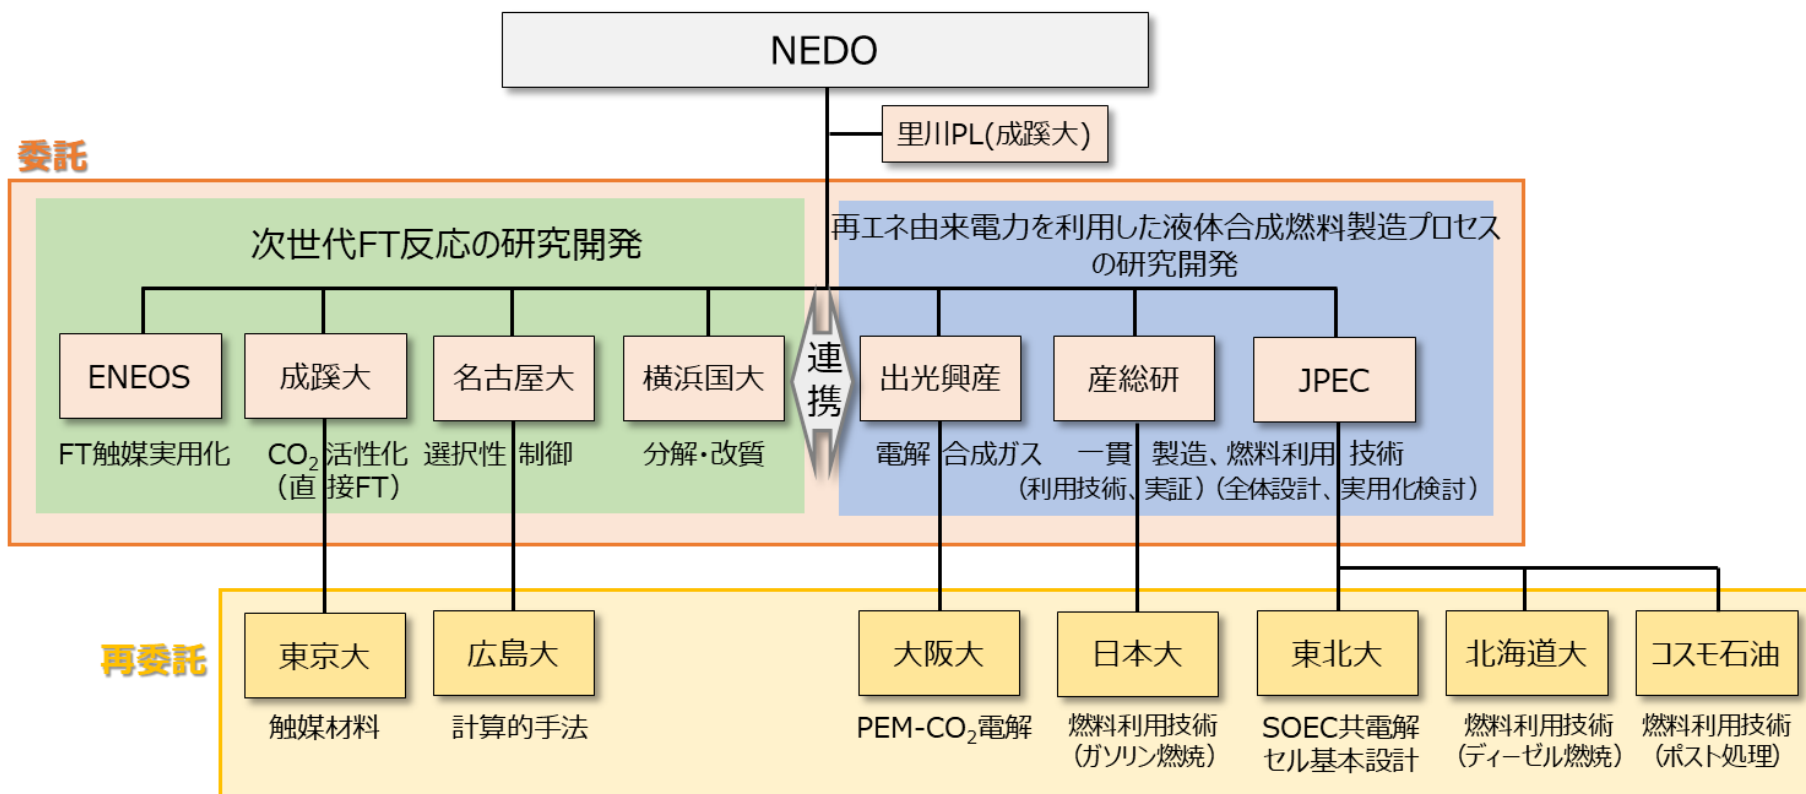 NEDO
里川PL(成蹊大)
委託
次世代FT反応の研究開発
再エネ由来電力を利用した液体合成燃料製造プロセス
の研究開発
ENEOS
成蹊大
名古屋大
横浜国大
連
携
出光興産
産総研
JPEC
FT触媒実用化
CO₂活性化
(直接FT)
選択性制御
分解・改質
電解合成ガス
一貫製造、燃料利用技術
(利用技術、実証)(全体設計、実用化検討)
再委託
東京大
広島大
大阪大
日本大
東北大
北海道大
コスモ石油
触媒材料
計算的手法
PEM-CO₂電解
燃料利用技術
(ガソリン燃焼)
SOEC共電解
セル基本設計
燃料利用技術
(ディーゼル燃焼)
燃料利用技術
(ポスト処理)